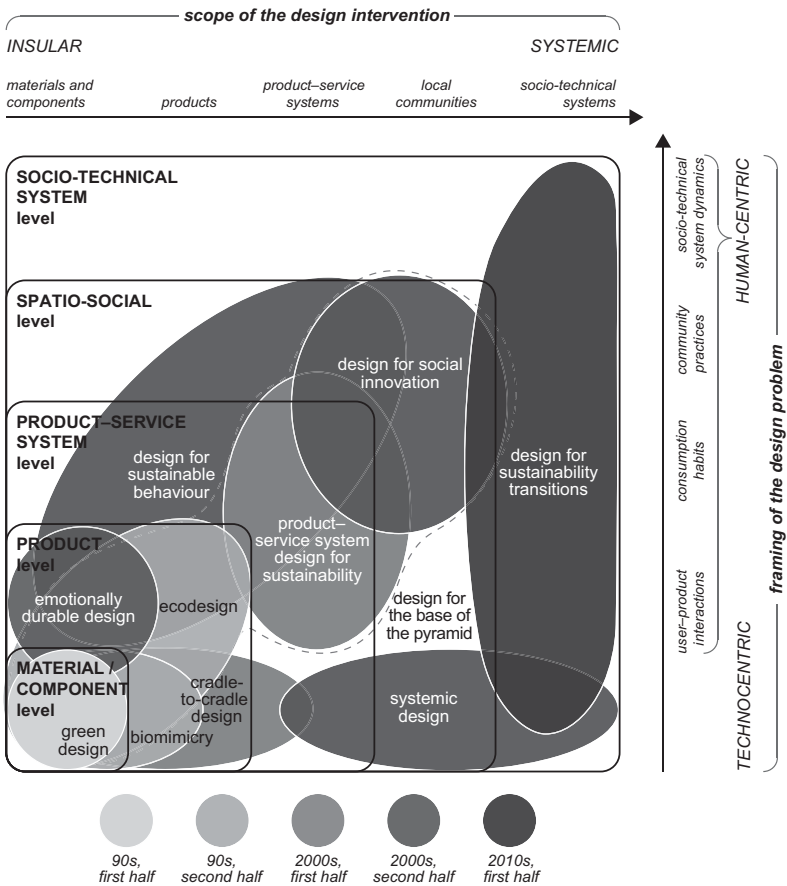 scope of the design intervention
INSULAR
SYSTEMIC
materials and
components
products
product–service
systems
local
communities
socio-technical
systems
SOCIO-TECHNICAL
SYSTEM
level
SPATIO-SOCIAL
level
PRODUCT–SERVICE
SYSTEM
level
PRODUCT
level
MATERIAL /
COMPONENT
level
design for social
innovation
design for
sustainable
behaviour
design for
sustainability
transitions
product–
service system
design for
sustainability
emotionally
durable design
ecodesign
design for
the base of
the pyramid
cradle-
to-cradle
design
systemic
design
green
design
biomimicry
socio-technical
system dynamics
community
practices
consumption
habits
user–product
interactions
HUMAN-CENTRIC
TECHNOCENTRIC
framing of the design problem
90s,
first half
90s,
second half
2000s,
first half
2000s,
second half
2010s,
first half